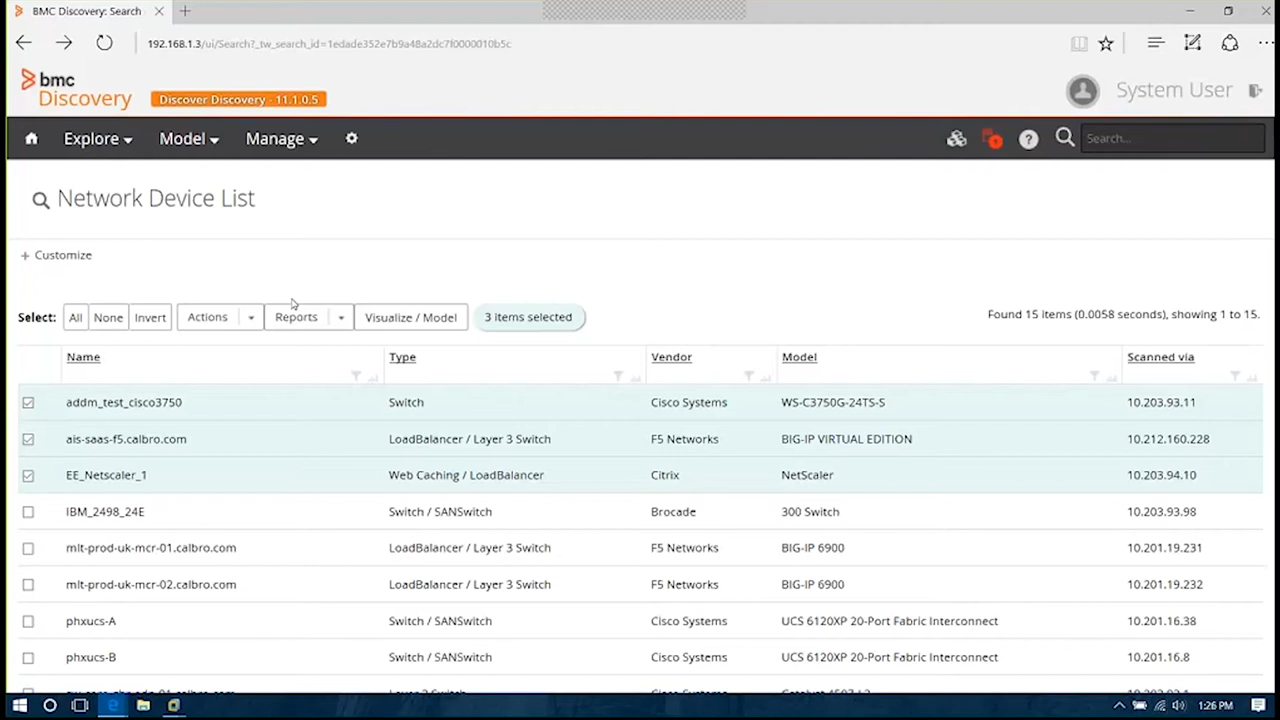 BMC Discovery: Search
192.168.1.3/ui/Search?_tw_search_id=1edade352e7b9a48a2dc7f0000010b5c
bmc
Discovery
Discover Discovery - 11.1.0.5
System User
Explore
Model
Manage
Search...
Network Device List
+ Customize
Select: All None Invert Actions Reports Visualize / Model 3 items selected
Found 15 items (0.0058 seconds), showing 1 to 15.
Name Type Vendor Model Scanned via
addm_test_cisco3750 Switch Cisco Systems WS-C3750G-24TS-S 10.203.93.11
ais-saas-f5.calbro.com LoadBalancer / Layer 3 Switch F5 Networks BIG-IP VIRTUAL EDITION 10.212.160.228
EE_Netscaler_1 Web Caching / LoadBalancer Citrix NetScaler 10.203.94.10
IBM_2498_24E Switch / SANSwitch Brocade 300 Switch 10.203.93.98
mlt-prod-uk-mcr-01.calbro.com LoadBalancer / Layer 3 Switch F5 Networks BIG-IP 6900 10.201.19.231
mlt-prod-uk-mcr-02.calbro.com LoadBalancer / Layer 3 Switch F5 Networks BIG-IP 6900 10.201.19.232
phxucs-A Switch / SANSwitch Cisco Systems UCS 6120XP 20-Port Fabric Interconnect 10.201.16.38
phxucs-B Switch / SANSwitch Cisco Systems UCS 6120XP 20-Port Fabric Interconnect 10.201.16.8
Layer 3 Switch Cisco Systems
1:26 PM